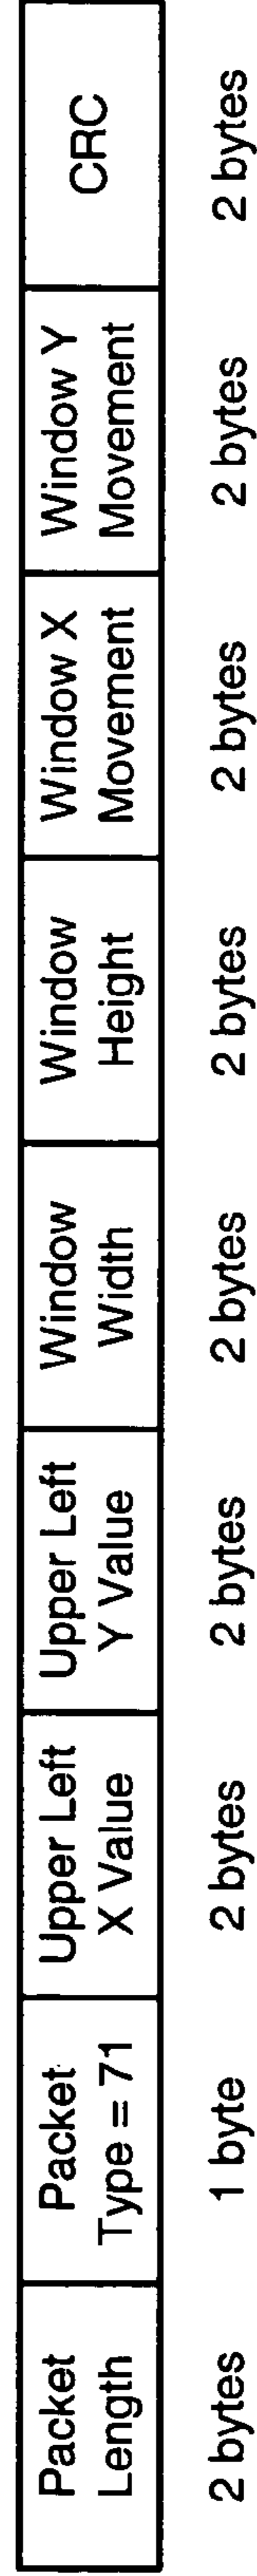 Packet
Length
Packet
Type = 71
Upper Left
X Value
Upper Left
Y Value
Window
Width
Window
Height
Window X
Movement
Window Y
Movement
CRC
2 bytes
1 byte
2 bytes
2 bytes
2 bytes
2 bytes
2 bytes
2 bytes
2 bytes